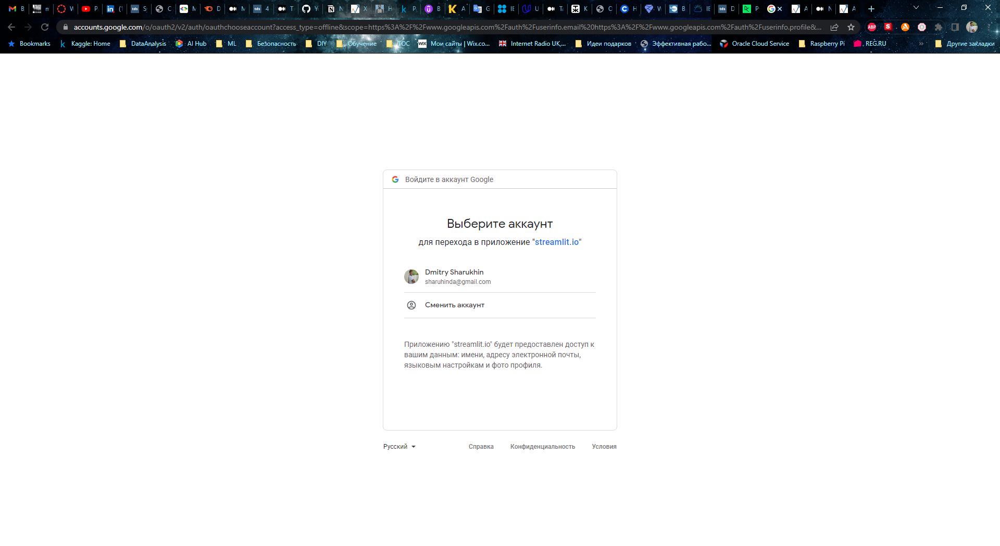 accounts.google.com/o/oauth2/v2/auth/oauthchooseaccount?access_type=offline&scope=https%3A%2F%2Fwww.googleapis.com%2Fauth%2Fuserinfo.email%20https%3A%2F%2Fwww.googleapis.com%2Fauth%2Fuserinfo.profile&...
Bookmarks Kaggle: Home DataAnalysis AI Hub ML Безопасность DIY Обучение TOC Мои сайты | Wix.co... Internet Radio UK,... Идеи подарков Эффективная рабо... Oracle Cloud Service Raspberry Pi REG.RU » Другие закладки
Войдите в аккаунт Google
Выберите аккаунт
для перехода в приложение "streamlit.io"
Dmitry Sharukhin
sharuhinda@gmail.com
Сменить аккаунт
Приложению "streamlit.io" будет предоставлен доступ к
вашим данным: имени, адресу электронной почты,
языковым настройкам и фото профиля.
Русский Справка Конфиденциальность Условия